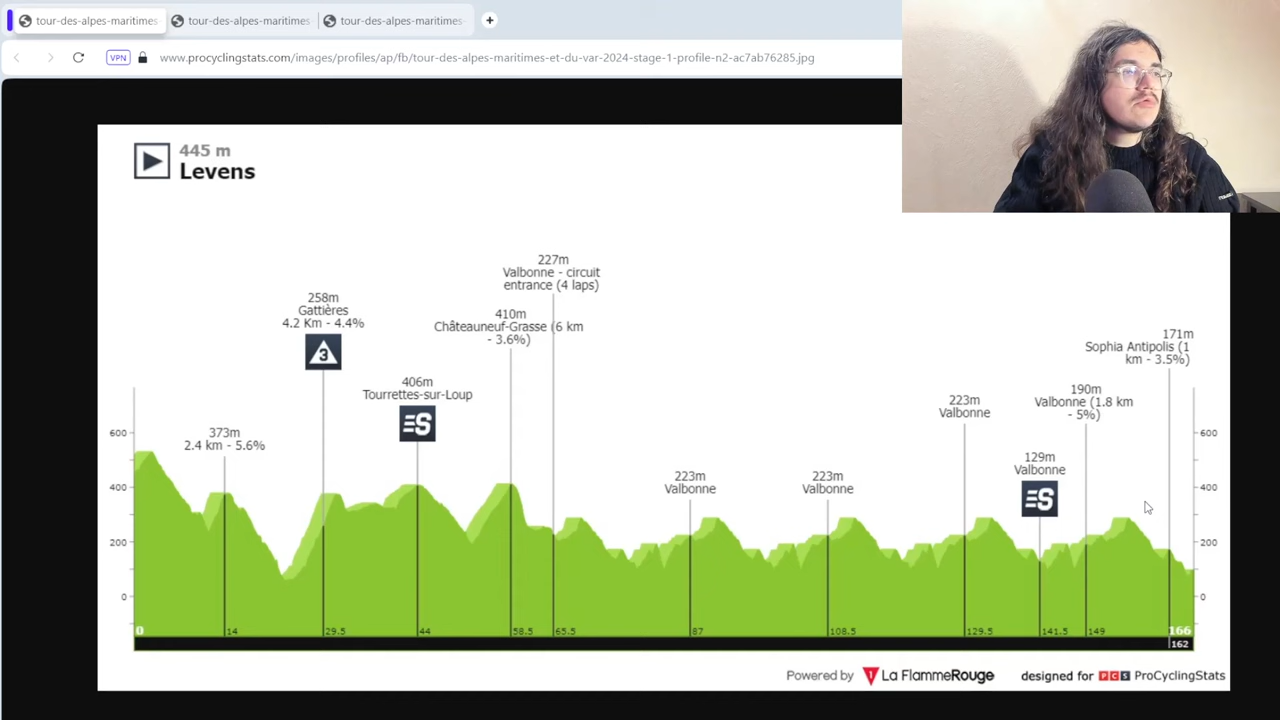 tour-des-alpes-maritimes-
tour-des-alpes-maritimes-
tour-des-alpes-maritimes-
VPN
www.procyclingstats.com/images/profiles/ap/fb/tour-des-alpes-maritimes-et-du-var-2024-stage-1-profile-n2-ac7ab76285.jpg
445 m
Levens
227m
Valbonne - circuit
entrance (4 laps)
258m
Gattières
4.2 Km - 4.4%
3
410m
Châteauneuf-Grasse (6 km
- 3.6%)
171m
Sophia Antipolis (1
km - 3.5%)
406m
Tourrettes-sur-Loup
S
190m
Valbonne (1.8 km
- 5%)
223m
Valbonne
373m
2.4 km - 5.6%
129m
Valbonne
S
223m
Valbonne
223m
Valbonne
600
400
200
0
600
400
200
0
0
14
29.5
44
58.5
65.5
87
108.5
129.5
141.5
149
166
162
Powered by La FlammeRouge
designed for PCS ProCyclingStats